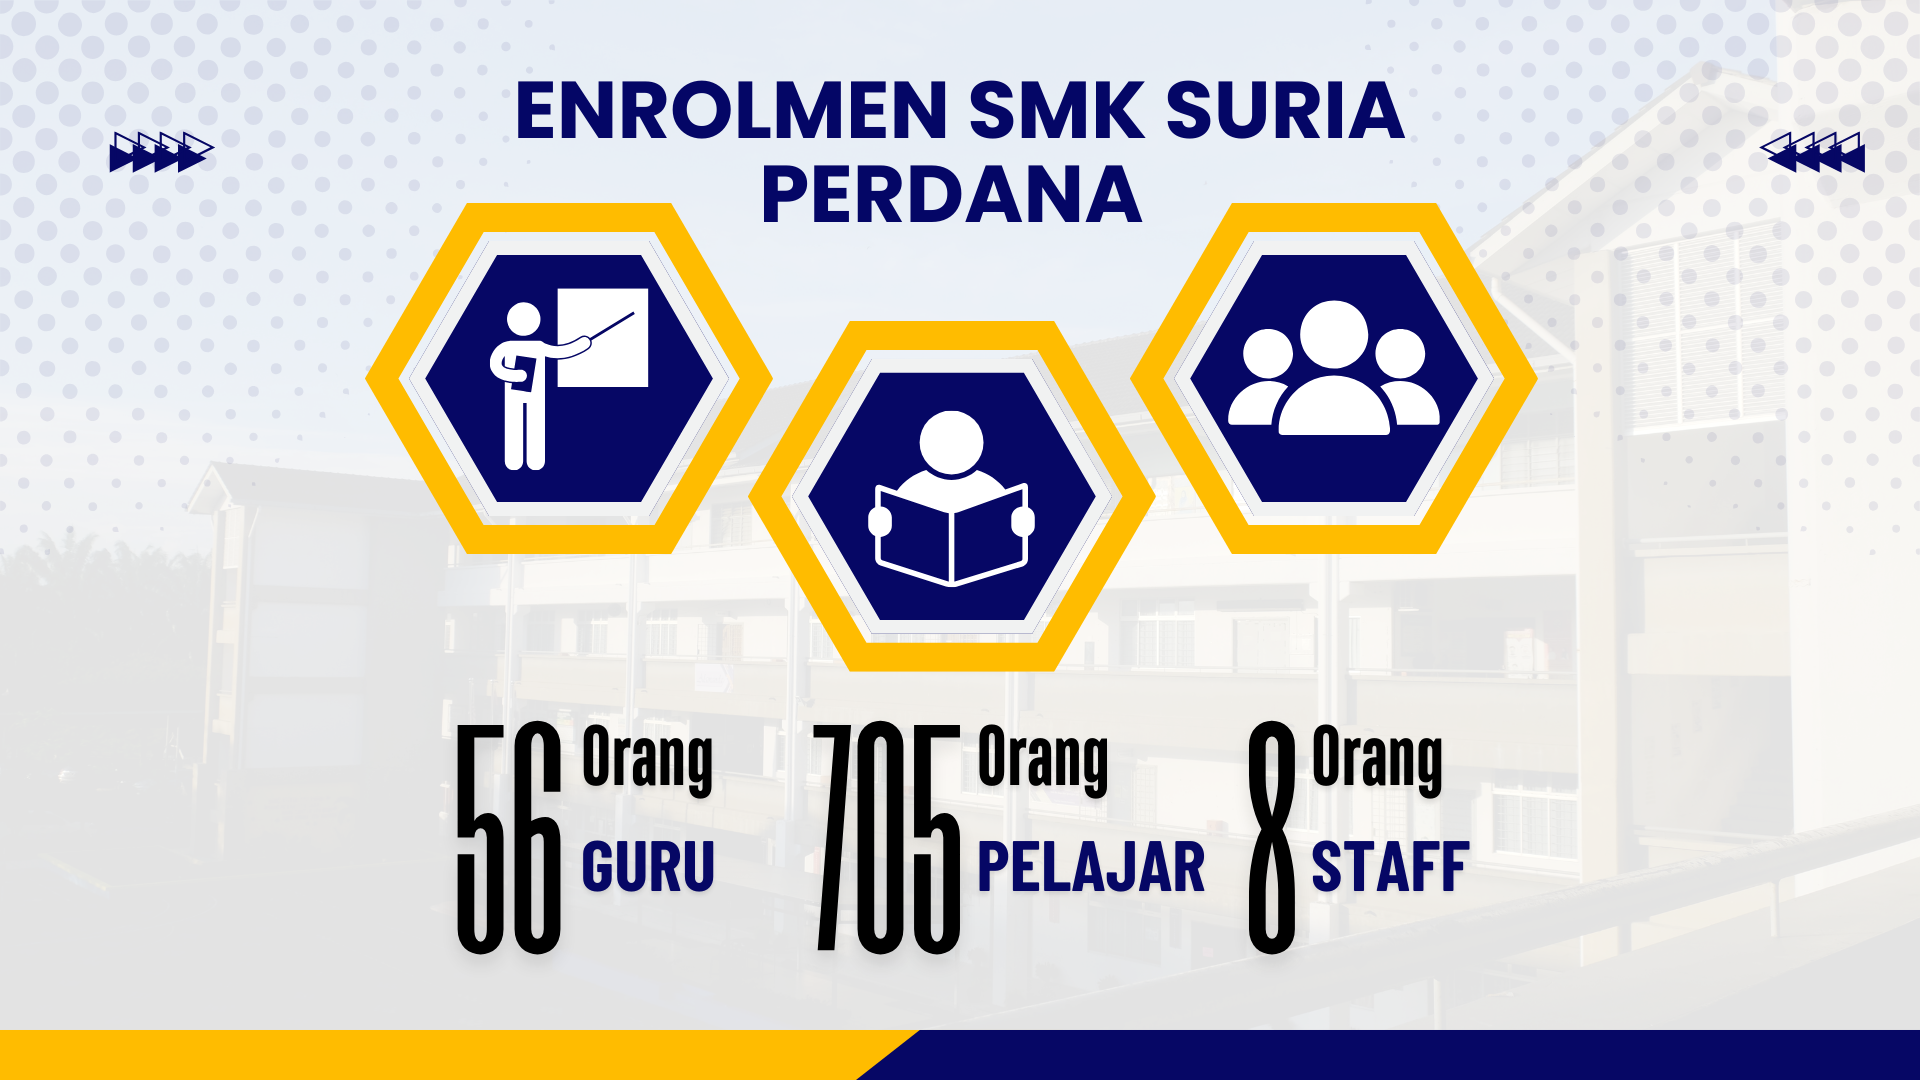 ENROLMEN SMK SURIA
PERDANA
56 Orang
GURU
705 Orang
PELAJAR
8 Orang
STAFF